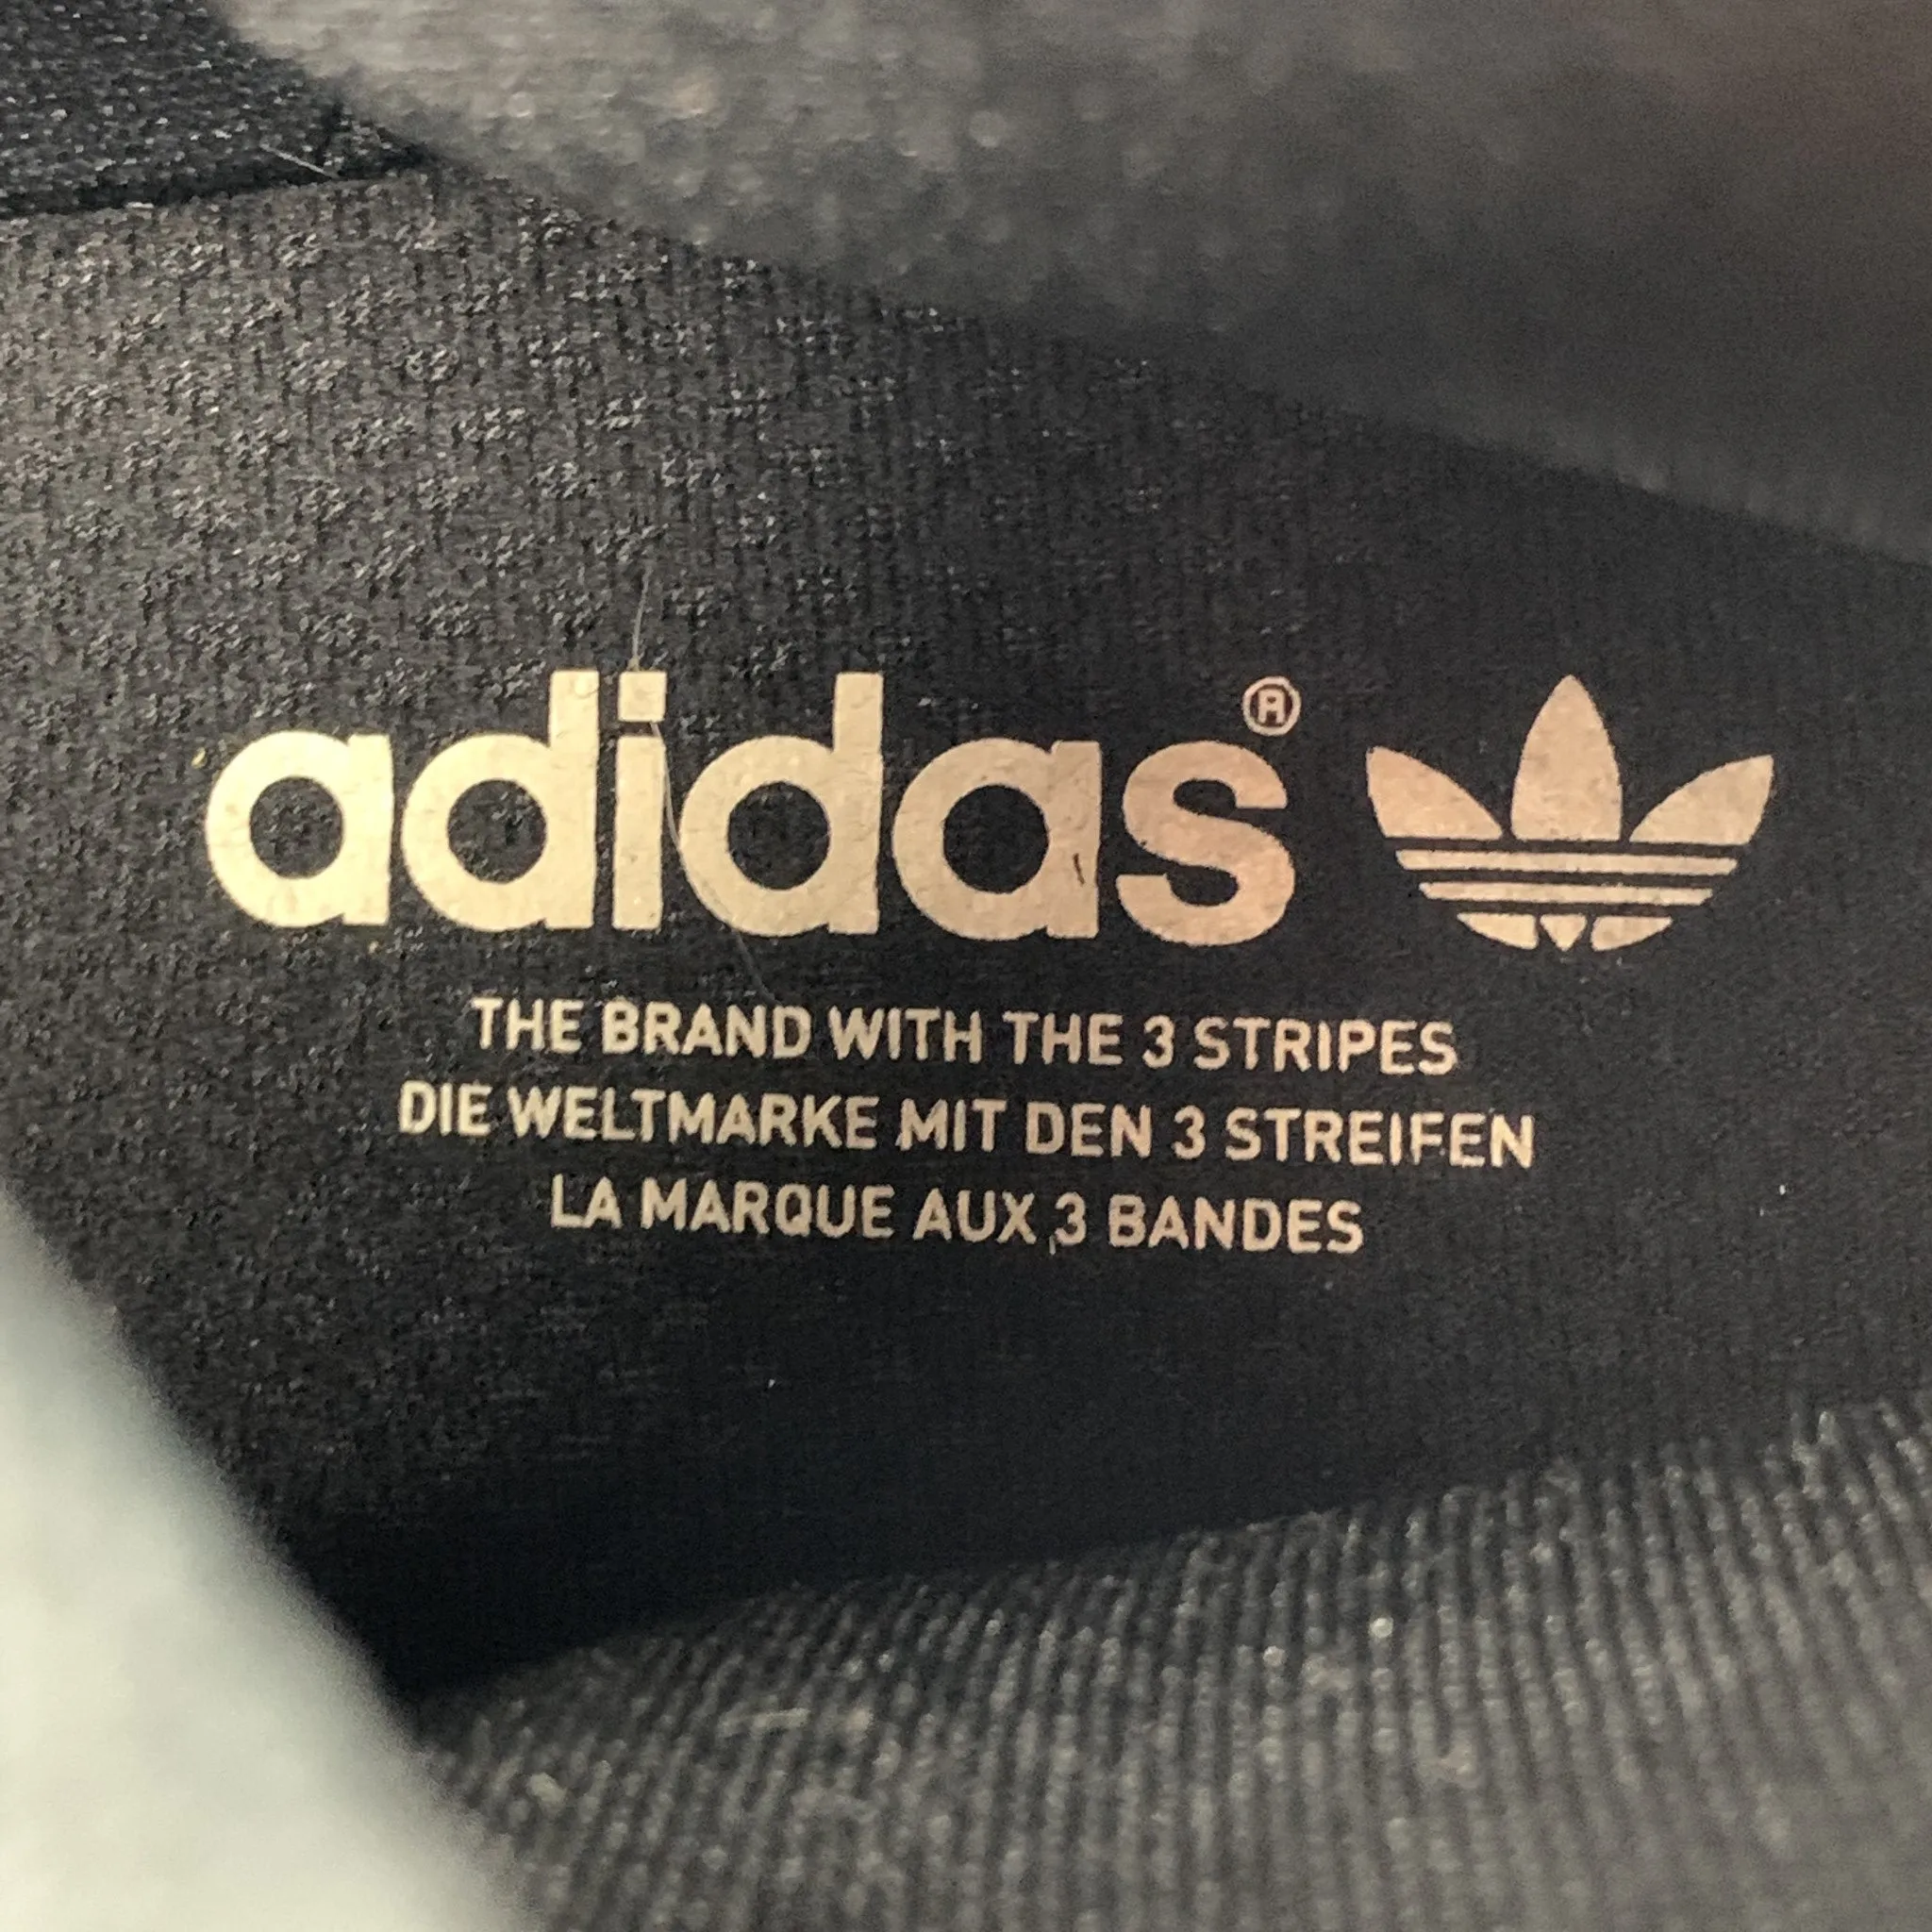 adidas®
THE BRAND WITH THE 3 STRIPES
DIE WELTMARKE MIT DEN 3 STREIFEN
LA MARQUE AUX 3 BANDES